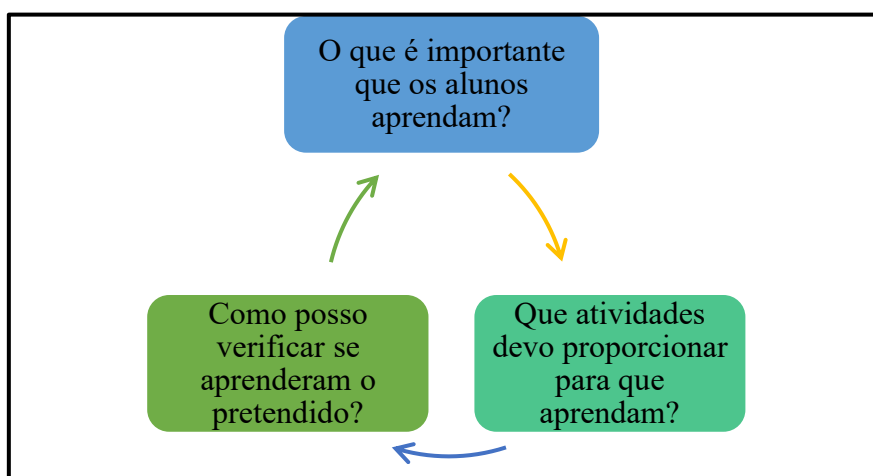 O que é importante
que os alunos
aprendam?
Como posso
verificar se
aprenderam o
pretendido?
Que atividades
devo proporcionar
para que
aprendam?